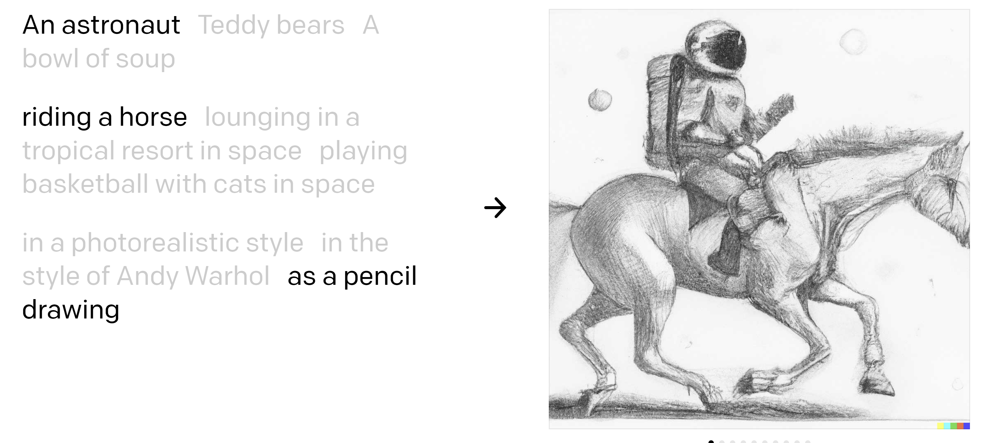 An astronaut Teddy bears A
bowl of soup
riding a horse lounging in a
tropical resort in space playing
basketball with cats in space
in a photorealistic style in the
style of Andy Warhol as a pencil
drawing